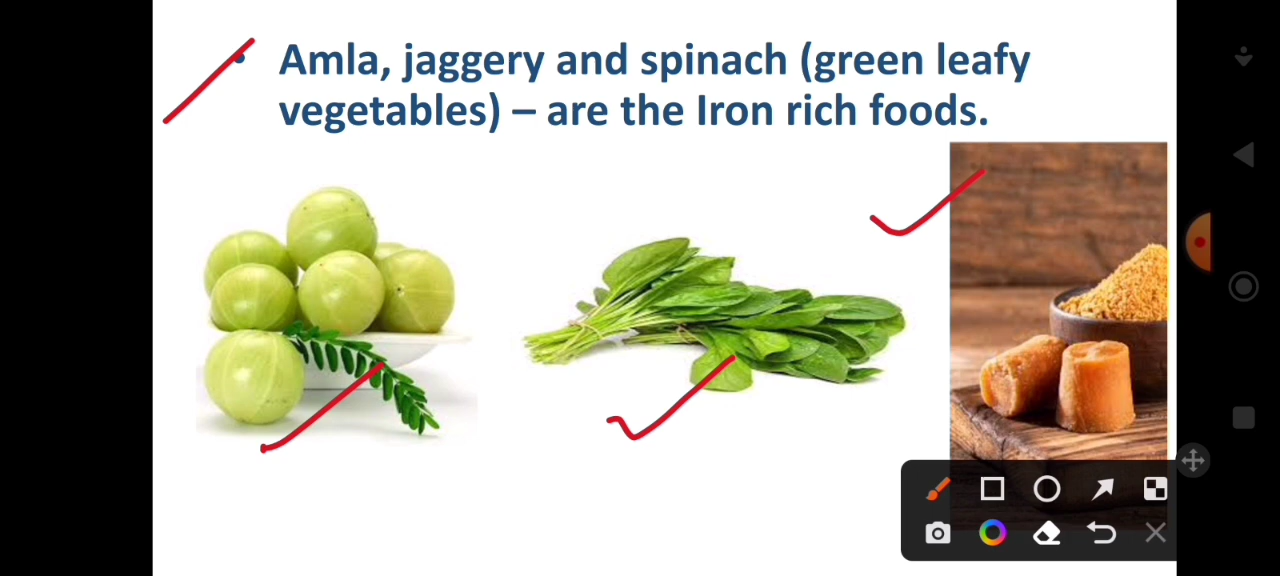 • Amla, jaggery and spinach (green leafy
vegetables) – are the Iron rich foods.